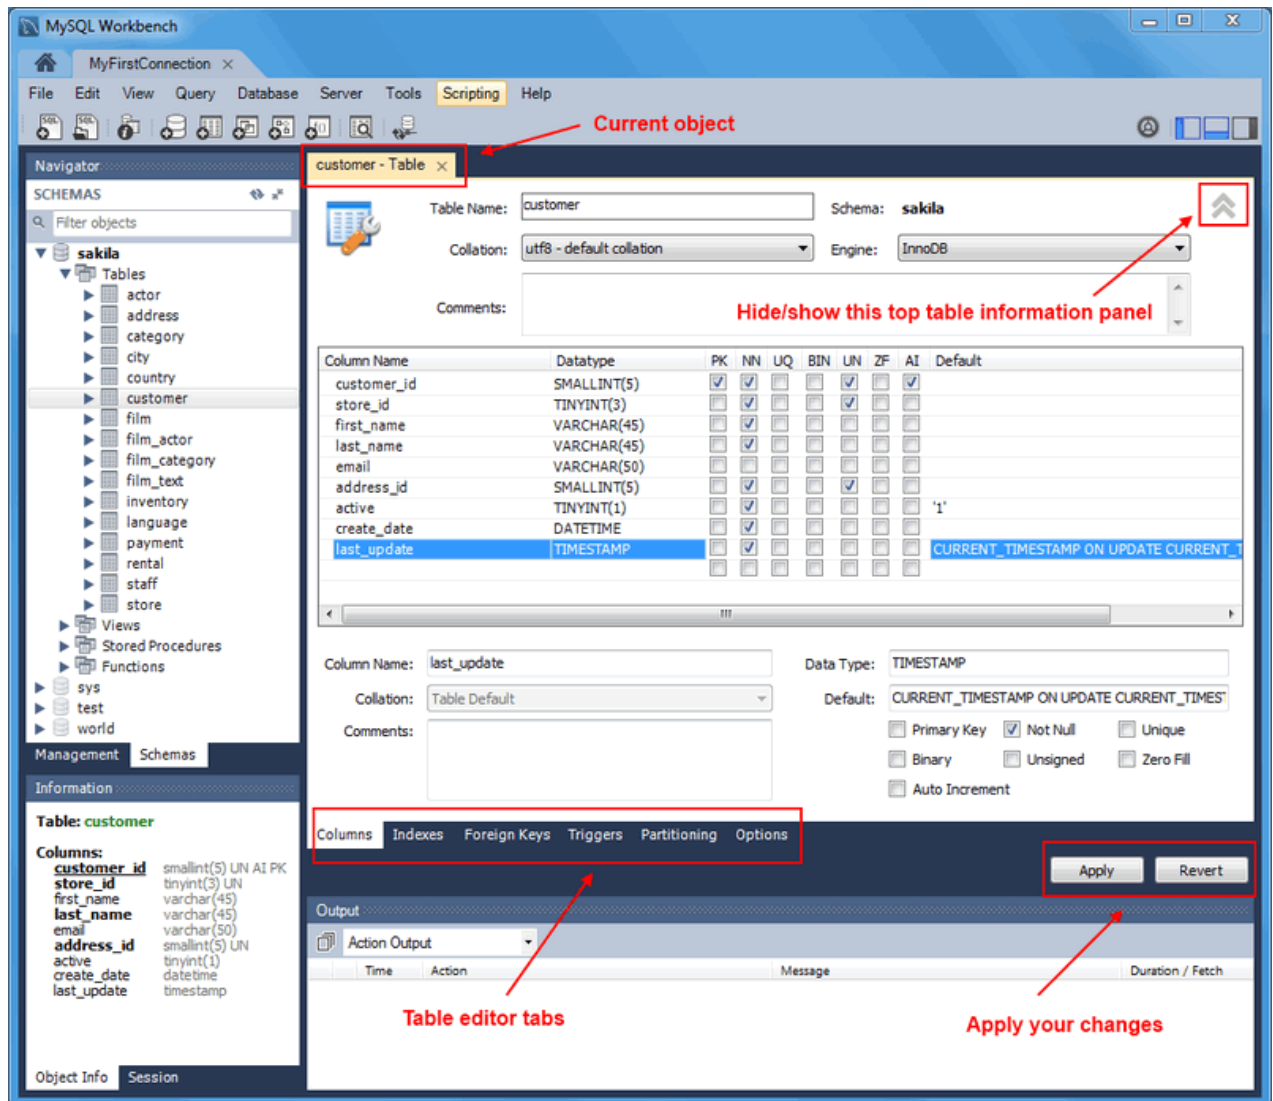 MySQL Workbench
MyFirstConnection
File Edit View Query Database Server Tools Scripting Help
Current object
Navigator
SCHEMAS
Filter objects
sakila
Tables
actor
address
category
city
country
customer
film
film_actor
film_category
film_text
inventory
language
payment
rental
staff
store
Views
Stored Procedures
Functions
sys
test
world
Management Schemas
Information
Table: customer
Columns:
customer_id smallint(5) UN AI PK
store_id tinyint(3) UN
first_name varchar(45)
last_name varchar(45)
email varchar(50)
address_id smallint(5) UN
active tinyint(1)
create_date datetime
last_update timestamp
Object Info Session
customer - Table
Table Name: customer Schema: sakila
Collation: utf8 - default collation Engine: InnoDB
Comments:
Hide/show this top table information panel
Column Name Datatype PK NN UQ BIN UN ZF AI Default
customer_id SMALLINT(5)
store_id TINYINT(3)
first_name VARCHAR(45)
last_name VARCHAR(45)
email VARCHAR(50)
address_id SMALLINT(5)
active TINYINT(1) '1'
create_date DATETIME
last_update TIMESTAMP CURRENT_TIMESTAMP ON UPDATE CURRENT_T
Column Name: last_update Data Type: TIMESTAMP
Collation: Table Default Default: CURRENT_TIMESTAMP ON UPDATE CURRENT_TIMEST
Comments: Primary Key Not Null Unique
Binary Unsigned Zero Fill
Auto Increment
Columns Indexes Foreign Keys Triggers Partitioning Options
Apply Revert
Output
Action Output
Time Action Message Duration / Fetch
Table editor tabs
Apply your changes